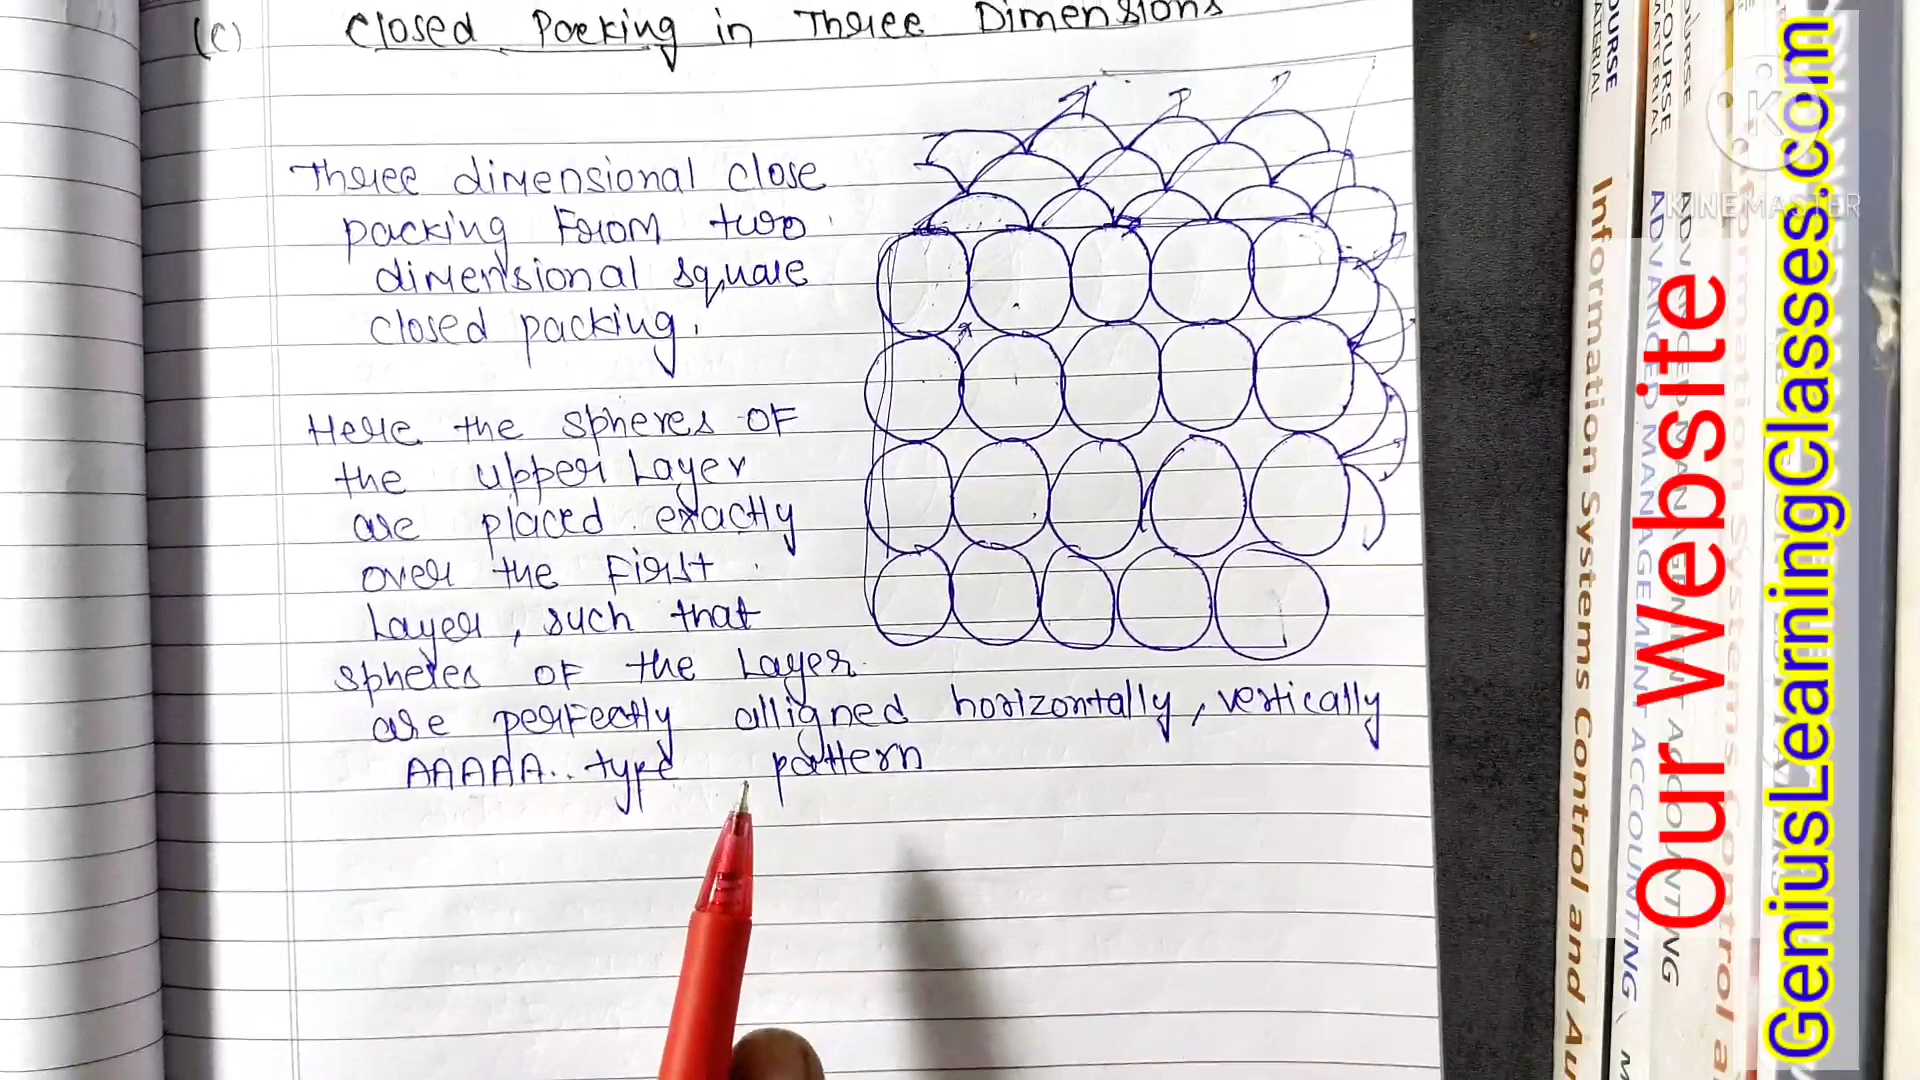 (c) Closed Packing in Three Dimensions
Three dimensional close
packing From two
dimensional square
closed packing.
Here the spheres OF
the upper Layer
are placed exactly
over the First
Layer, such that
spheres OF the Layer
are perfectly alligned horizontally, vertically
AAAAA.. type pattern
Our Website
GeniusLearningClasses.com
KINEMASTER
Information Systems Control and Au
ADVANCED MANAGEMENT ACCOUNTING
COURSE
MATERIAL